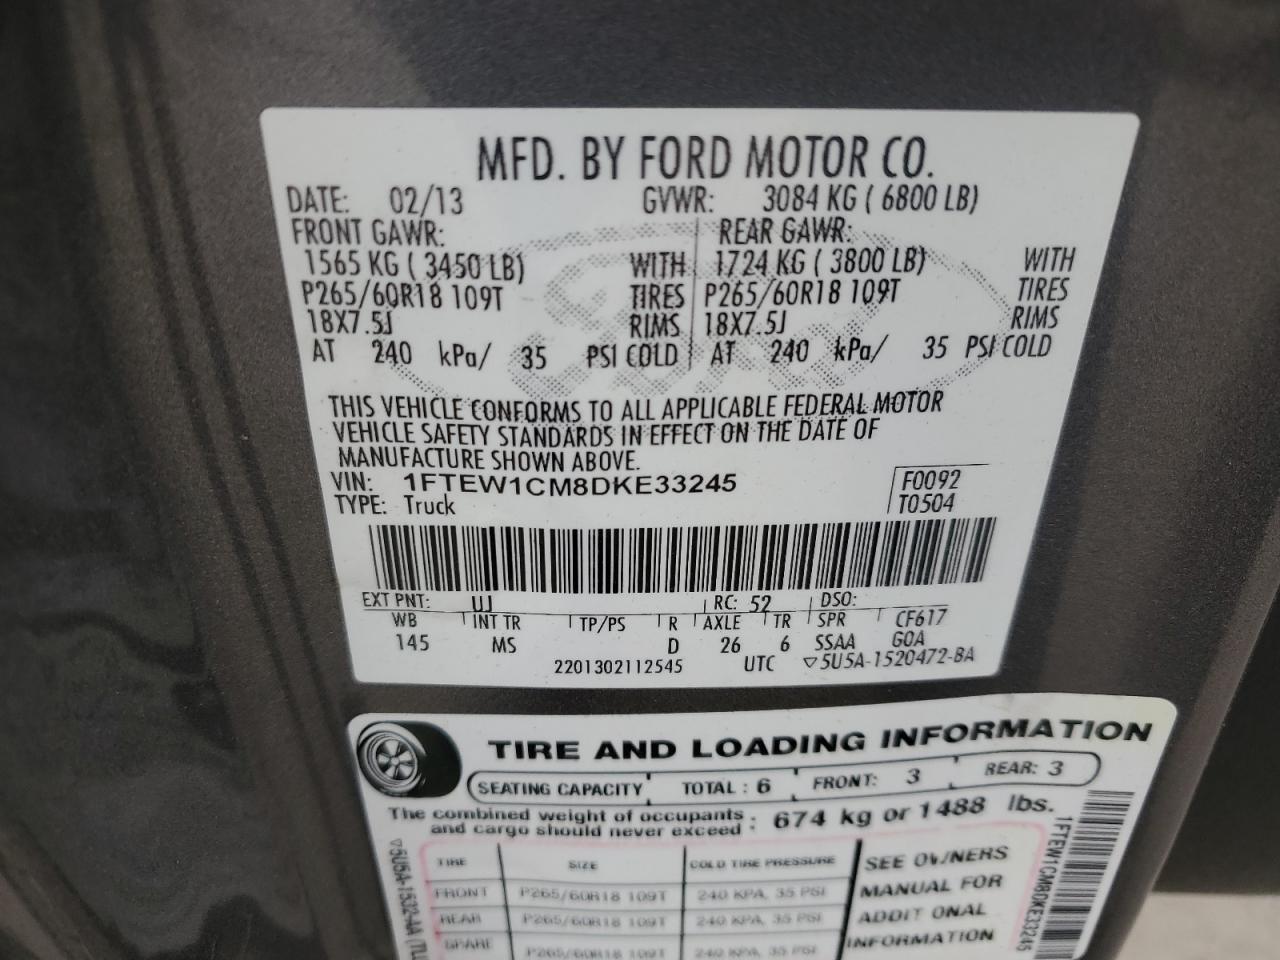 MFD. BY FORD MOTOR CO.
DATE: 02/13 GVWR: 3084 KG ( 6800 LB)
FRONT GAWR: REAR GAWR:
1565 KG ( 3450 LB) WITH 1724 KG ( 3800 LB) WITH
P265/60R18 109T TIRES P265/60R18 109T TIRES
18X7.5J RIMS 18X7.5J RIMS
AT 240 kPa/ 35 PSI COLD AT 240 kPa/ 35 PSI COLD
Ford
THIS VEHICLE CONFORMS TO ALL APPLICABLE FEDERAL MOTOR
VEHICLE SAFETY STANDARDS IN EFFECT ON THE DATE OF
MANUFACTURE SHOWN ABOVE.
VIN: 1FTEW1CM8DKE33245 F0092
TYPE: Truck T0504
EXT PNT: UJ RC: 52 DSO:
WB INT TR TP/PS R AXLE TR SPR CF617
145 MS D 26 6 SSAA GOA
2201302112545 UTC ▽5U5A-1520472-BA
TIRE AND LOADING INFORMATION
SEATING CAPACITY TOTAL : 6 FRONT: 3 REAR: 3
The combined weight of occupants
and cargo should never exceed : 674 kg or 1488 lbs.
TIRE SIZE COLD TIRE PRESSURE SEE OWNERS
FRONT P265/60R18 109T 240 KPA, 35 PSI MANUAL FOR
REAR P265/60R18 109T 240 KPA, 35 PSI ADDITIONAL
SPARE P265/60R18 109T 240 KPA, 35 PSI INFORMATION
1FTEW1CM8DKE33245
▽5U5A-1532-AA (TU